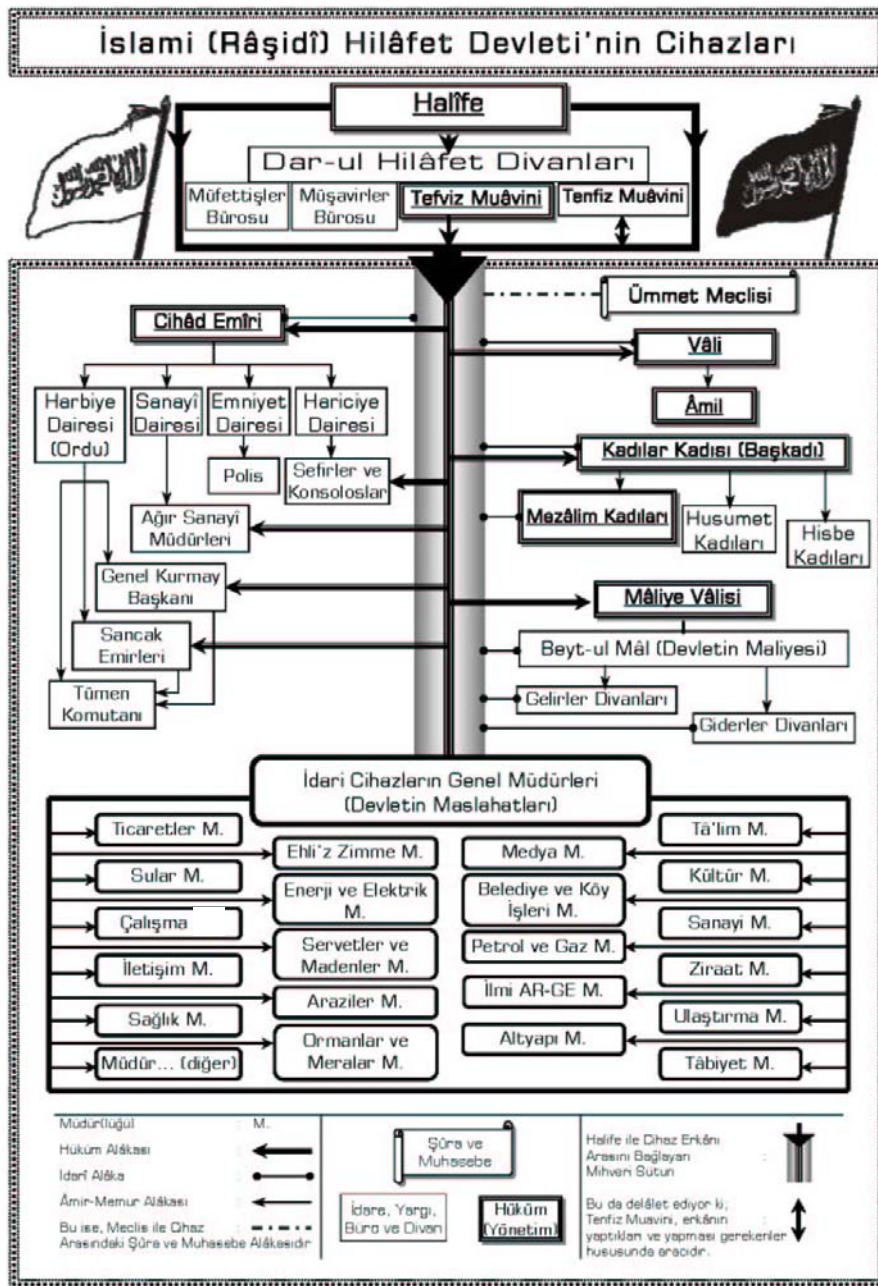 İslami (Râşidî) Hilâfet Devleti'nin Cihazları
Halîfe
Dar-ul Hilâfet Divanları
Müfettişler
Bürosu
Müşavirler
Bürosu
Tefviz Muâvini
Tenfiz Muâvini
Ümmet Meclisi
Cihâd Emîri
Vâli
Âmil
Harbiye
Dairesi
(Ordu)
Sanayî
Dairesi
Emniyet
Dairesi
Hariciye
Dairesi
Polis
Sefirler ve
Konsoloslar
Kadılar Kadısı (Başkadı)
Ağır Sanayî
Müdürleri
Mezâlim Kadıları
Husumet
Kadıları
Hisbe
Kadıları
Genel Kurmay
Başkanı
Mâliye Vâlisi
Sancak
Emirleri
Beyt-ul Mâl (Devletin Maliyesi)
Tümen
Komutanı
Gelirler Divanları
Giderler Divanları
İdari Cihazların Genel Müdürleri
(Devletin Maslahatları)
Ticaretler M.
Sular M.
Çalışma
İletişim M.
Sağlık M.
Müdür... (diğer)
Ehli'z Zimme M.
Enerji ve Elektrik
M.
Servetler ve
Madenler M.
Araziler M.
Ormanlar ve
Meralar M.
Medya M.
Belediye ve Köy
İşleri M.
Petrol ve Gaz M.
İlmi AR-GE M.
Altyapı M.
Tâ'lim M.
Kültür M.
Sanayi M.
Ziraat M.
Ulaştırma M.
Tâbiyet M.
Müdür(lüğü) : M.
Hüküm Alâkası :
İdarî Alâka :
Âmir-Memur Alâkası :
Bu ise, Meclis ile Cihaz :
Arasındaki Şûra ve Muhasebe Alâkasıdır
Şûra ve
Muhasebe
İdare, Yargı,
Büro ve Divan
Hüküm
(Yönetim)
Halife ile Cihaz Erkânı
Arasını Bağlayan :
Mihveri Sütun
Bu da delâlet ediyor ki;
Tenfiz Muavini, erkânın :
yaptıkları ve yapması gerekenler
hususunda aracıdır.